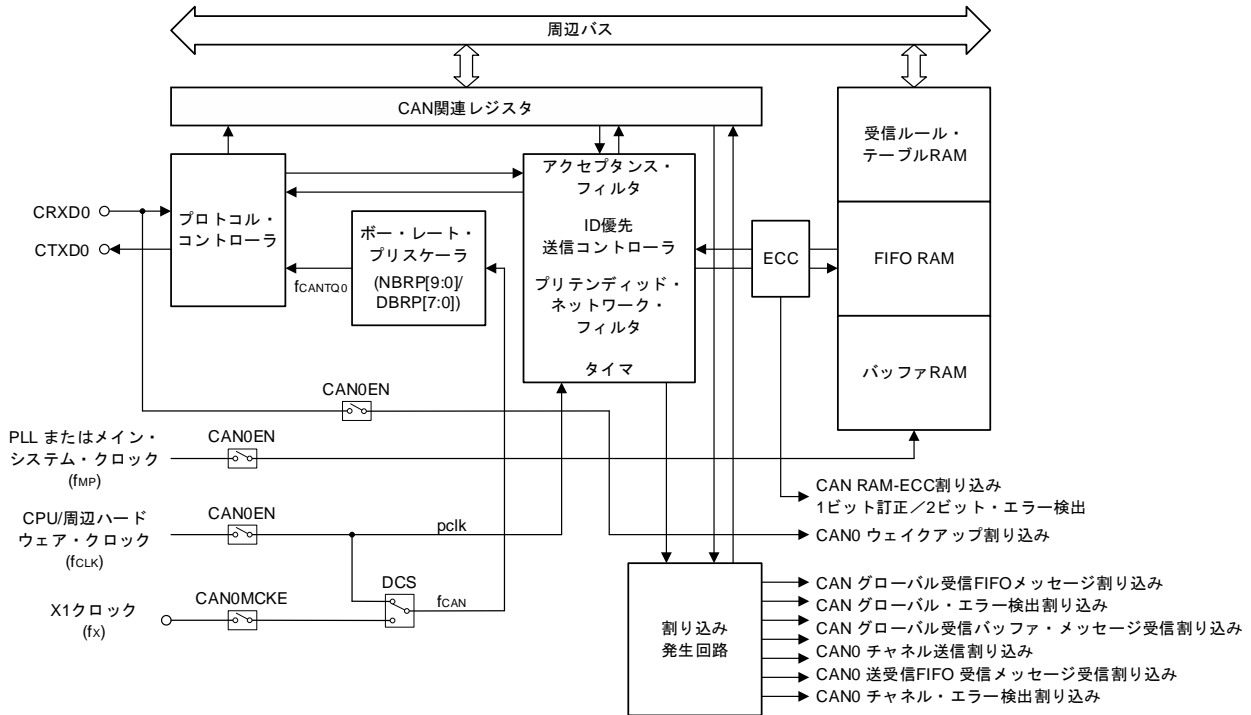 周辺バス
CAN関連レジスタ
受信ルール・
テーブルRAM
FIFO RAM
バッファRAM
CRXD0
CTXD0
プロトコル・
コントローラ
fCANTQ0
ボー・レート・
プリスケーラ
(NBRP[9:0]/
DBRP[7:0])
アクセプタンス・
フィルタ
ID優先
送信コントローラ
プリテンディッド・
ネットワーク・
フィルタ
タイマ
ECC
CAN0EN
PLL またはメイン・
システム・クロック
(fMP)
CAN0EN
CPU/周辺ハード
ウェア・クロック
(fCLK)
CAN0EN
pclk
X1クロック
(fX)
CAN0MCKE
DCS
fCAN
CAN RAM-ECC割り込み
1ビット訂正／2ビット・エラー検出
CAN0 ウェイクアップ割り込み
割り込み
発生回路
CAN グローバル受信FIFOメッセージ割り込み
CAN グローバル・エラー検出割り込み
CAN グローバル受信バッファ・メッセージ受信割り込み
CAN0 チャネル送信割り込み
CAN0 送受信FIFO 受信メッセージ受信割り込み
CAN0 チャネル・エラー検出割り込み